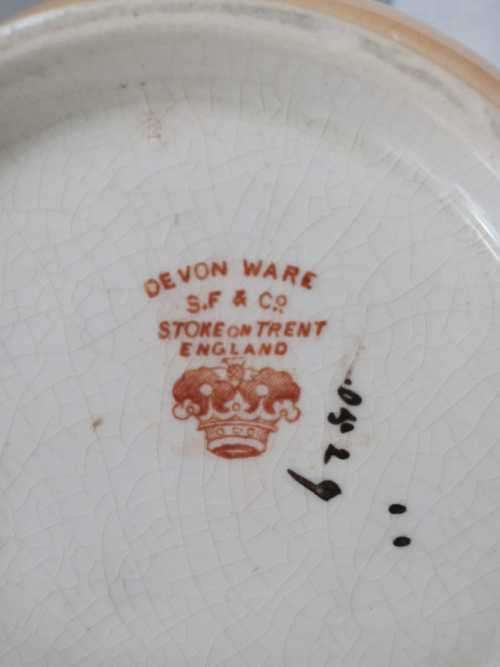 DEVON WARE
S.F & Co
STOKE ON TRENT
ENGLAND